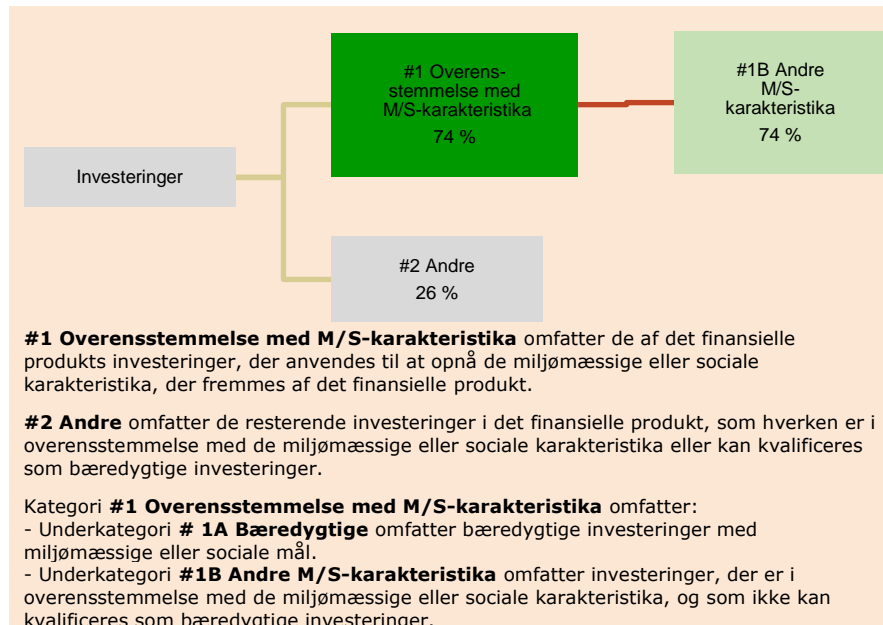 #1 Overens-
stemmelse med
M/S-karakteristika
74 %
#1B Andre
M/S-
karakteristika
74 %
Investeringer
#2 Andre
26 %
#1 Overensstemmelse med M/S-karakteristika omfatter de af det finansielle
produkts investeringer, der anvendes til at opnå de miljømæssige eller sociale
karakteristika, der fremmes af det finansielle produkt.
#2 Andre omfatter de resterende investeringer i det finansielle produkt, som hverken er i
overensstemmelse med de miljømæssige eller sociale karakteristika eller kan kvalificeres
som bæredygtige investeringer.
Kategori #1 Overensstemmelse med M/S-karakteristika omfatter:
- Underkategori # 1A Bæredygtige omfatter bæredygtige investeringer med
miljømæssige eller sociale mål.
- Underkategori #1B Andre M/S-karakteristika omfatter investeringer, der er i
overensstemmelse med de miljømæssige eller sociale karakteristika, og som ikke kan
kvalificeres som bæredygtige investeringer.